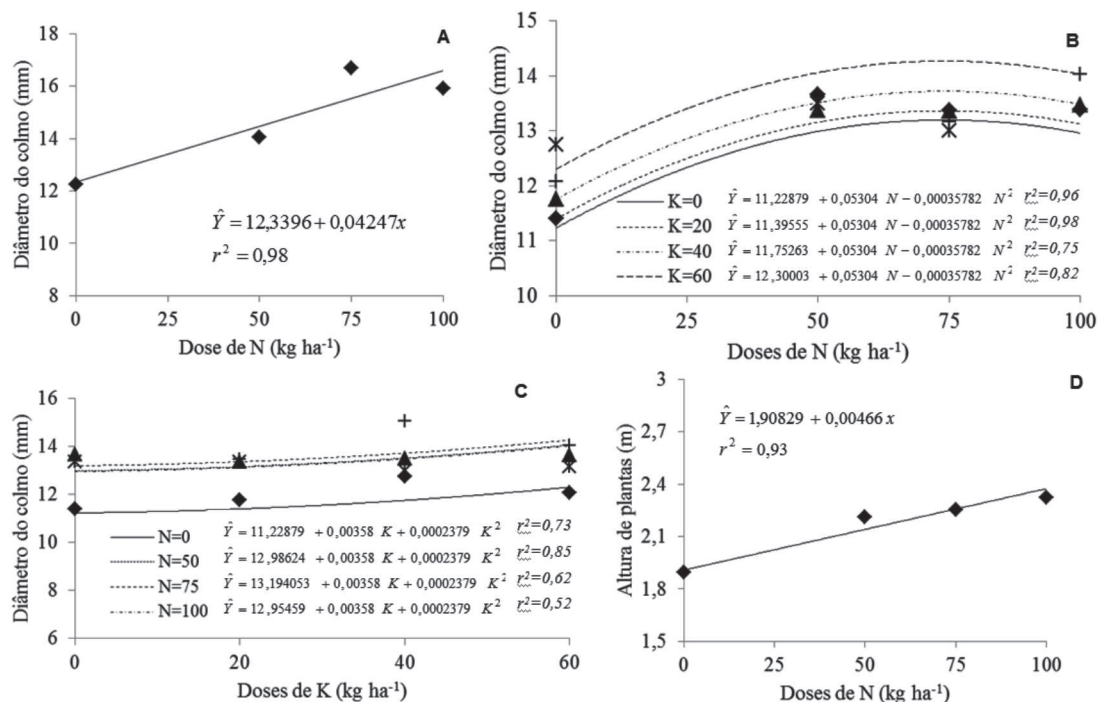 A
Diâmetro do colmo (mm)
18
16
14
12
10
8
Ŷ = 12,3396 + 0,04247x
r² = 0,98
0 25 50 75 100
Dose de N (kg ha⁻¹)
B
Diâmetro do colmo (mm)
15
14
13
12
11
10
K=0 Ŷ = 11,22879 + 0,05304 N − 0,00035782 N² r²=0,96
K=20 Ŷ = 11,39555 + 0,05304 N − 0,00035782 N² r²=0,98
K=40 Ŷ = 11,75263 + 0,05304 N − 0,00035782 N² r²=0,75
K=60 Ŷ = 12,30003 + 0,05304 N − 0,00035782 N² r²=0,82
0 25 50 75 100
Doses de N (kg ha⁻¹)
C
Diâmetro do colmo (mm)
16
14
12
10
8
6
N=0 Ŷ = 11,22879 + 0,00358 K + 0,0002379 K² r²=0,73
N=50 Ŷ = 12,98624 + 0,00358 K + 0,0002379 K² r²=0,85
N=75 Ŷ = 13,194053 + 0,00358 K + 0,0002379 K² r²=0,62
N=100 Ŷ = 12,95459 + 0,00358 K + 0,0002379 K² r²=0,52
0 20 40 60
Doses de K (kg ha⁻¹)
D
Altura de plantas (m)
3
2,7
2,4
2,1
1,8
1,5
Ŷ = 1,90829 + 0,00466 x
r² = 0,93
0 25 50 75 100
Doses de N (kg ha⁻¹)